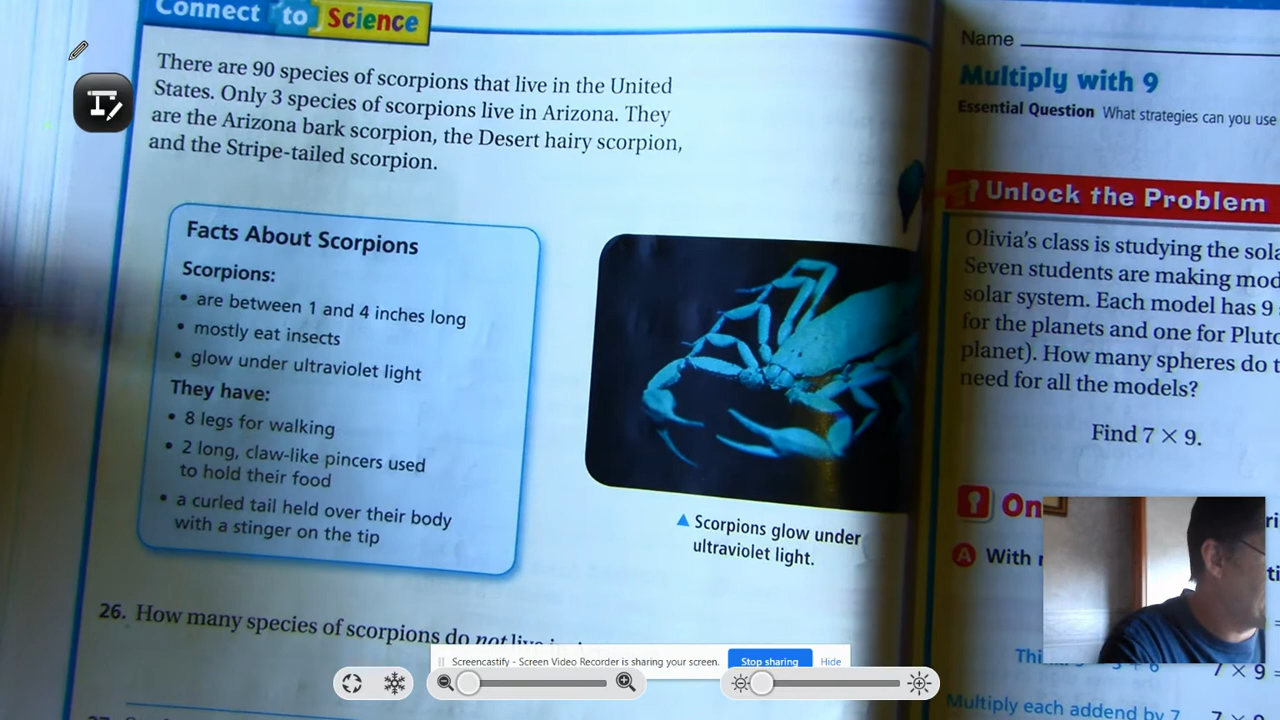 Connect to Science
There are 90 species of scorpions that live in the United
States. Only 3 species of scorpions live in Arizona. They
are the Arizona bark scorpion, the Desert hairy scorpion,
and the Stripe-tailed scorpion.
Facts About Scorpions
Scorpions:
• are between 1 and 4 inches long
• mostly eat insects
• glow under ultraviolet light
They have:
• 8 legs for walking
• 2 long, claw-like pincers used
to hold their food
• a curled tail held over their body
with a stinger on the tip
▲ Scorpions glow under
ultraviolet light.
26. How many species of scorpions do not live in
Name
Multiply with 9
Essential Question What strategies can you use
Unlock the Problem
Olivia's class is studying the
Seven students are making
solar system. Each model has 9
for the planets and one for
planet). How many spheres do
need for all the models?
Find 7 × 9.
A With
7 × 9
Multiply each addend by 7.
Screencastify - Screen Video Recorder is sharing your screen.
Stop sharing
Hide